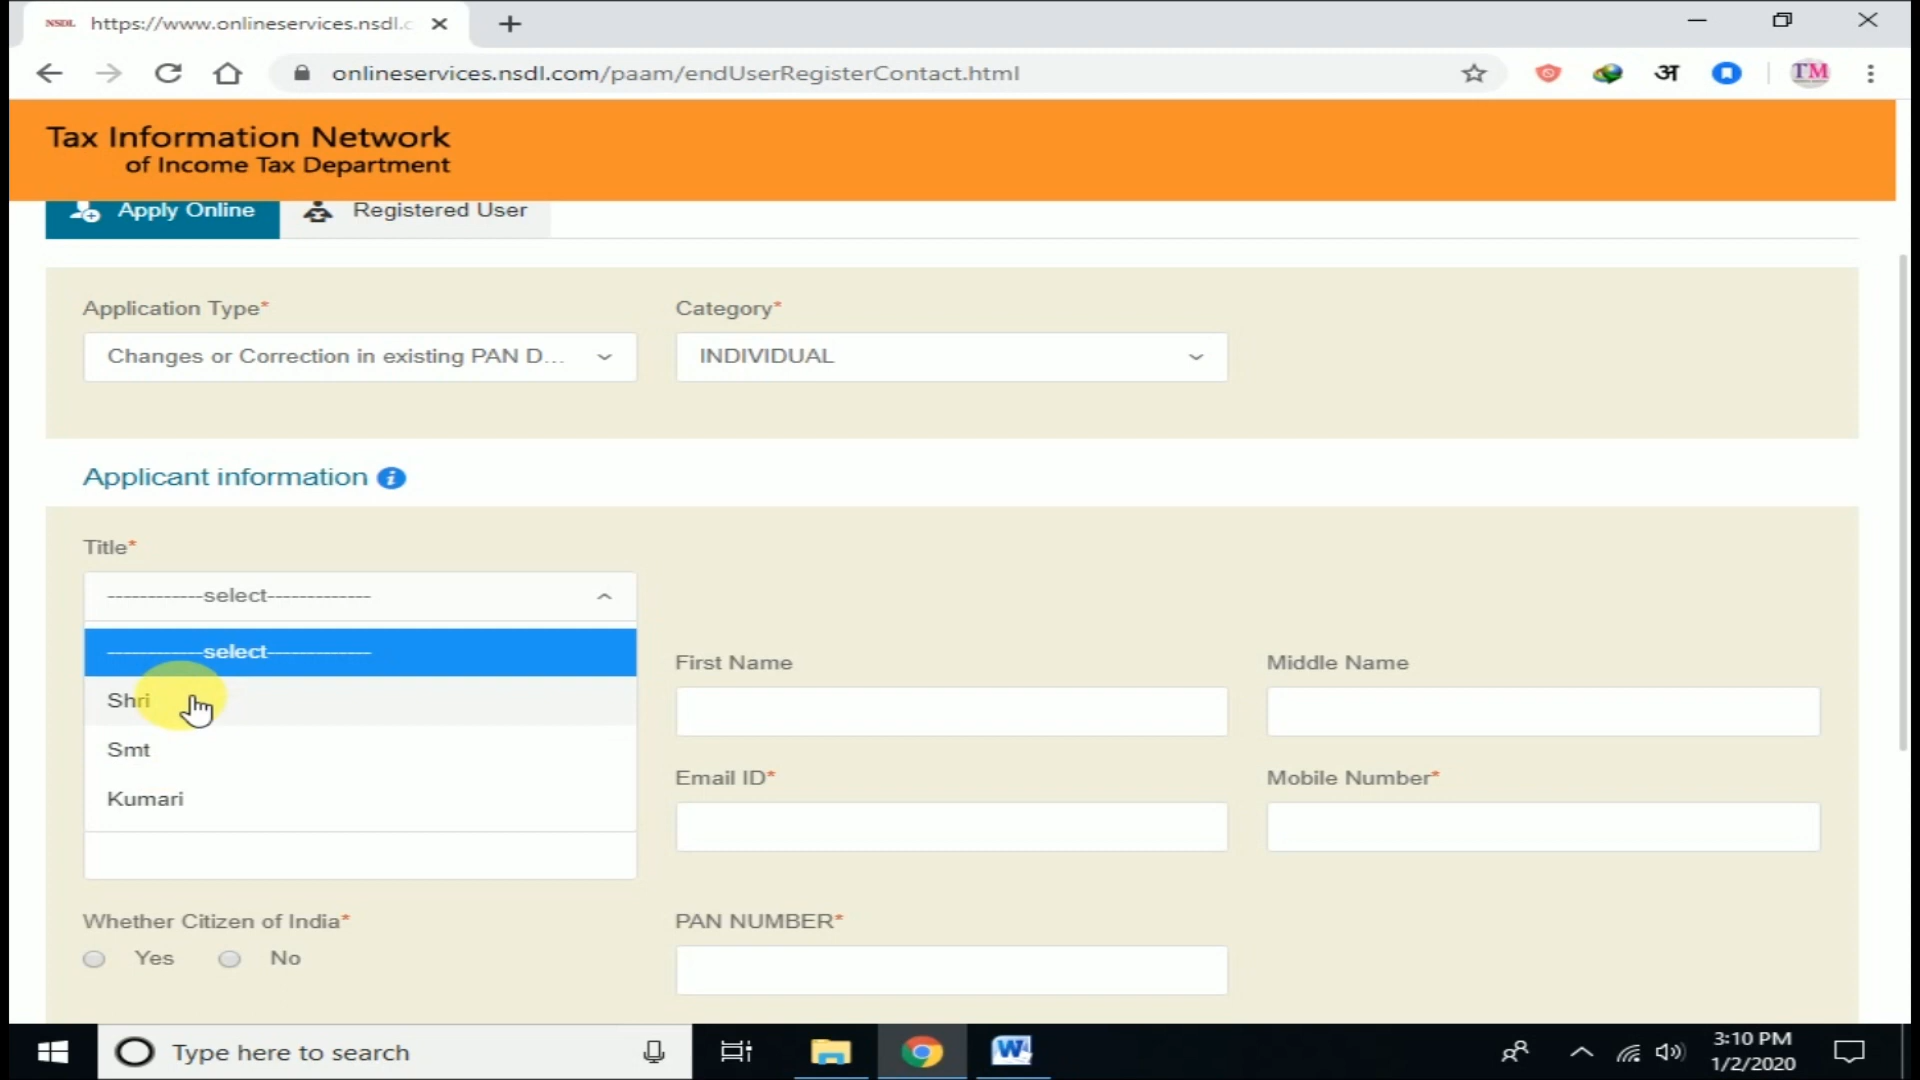 NSDL https://www.onlineservices.nsdl.c
onlineservices.nsdl.com/paam/endUserRegisterContact.html
अ
TM
Tax Information Network
of Income Tax Department
Apply Online Registered User
Application Type* Category*
Changes or Correction in existing PAN D... INDIVIDUAL
Applicant information i
Title*
------------select-------------
------------select-------------
First Name Middle Name
Shri
Smt
Email ID* Mobile Number*
Kumari
Whether Citizen of India* PAN NUMBER*
Yes No
Type here to search
W
3:10 PM
1/2/2020